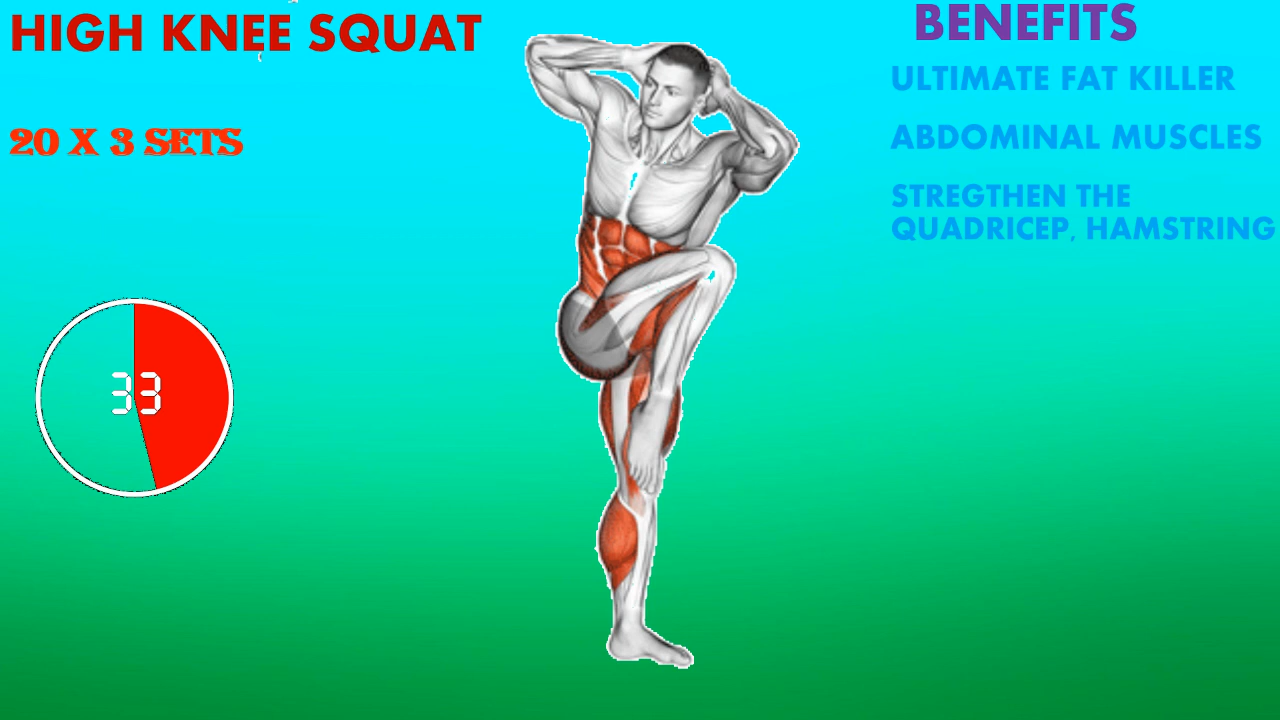 HIGH KNEE SQUAT
20 X 3 SETS
33
BENEFITS
ULTIMATE FAT KILLER
ABDOMINAL MUSCLES
STREGTHEN THE
QUADRICEP, HAMSTRING